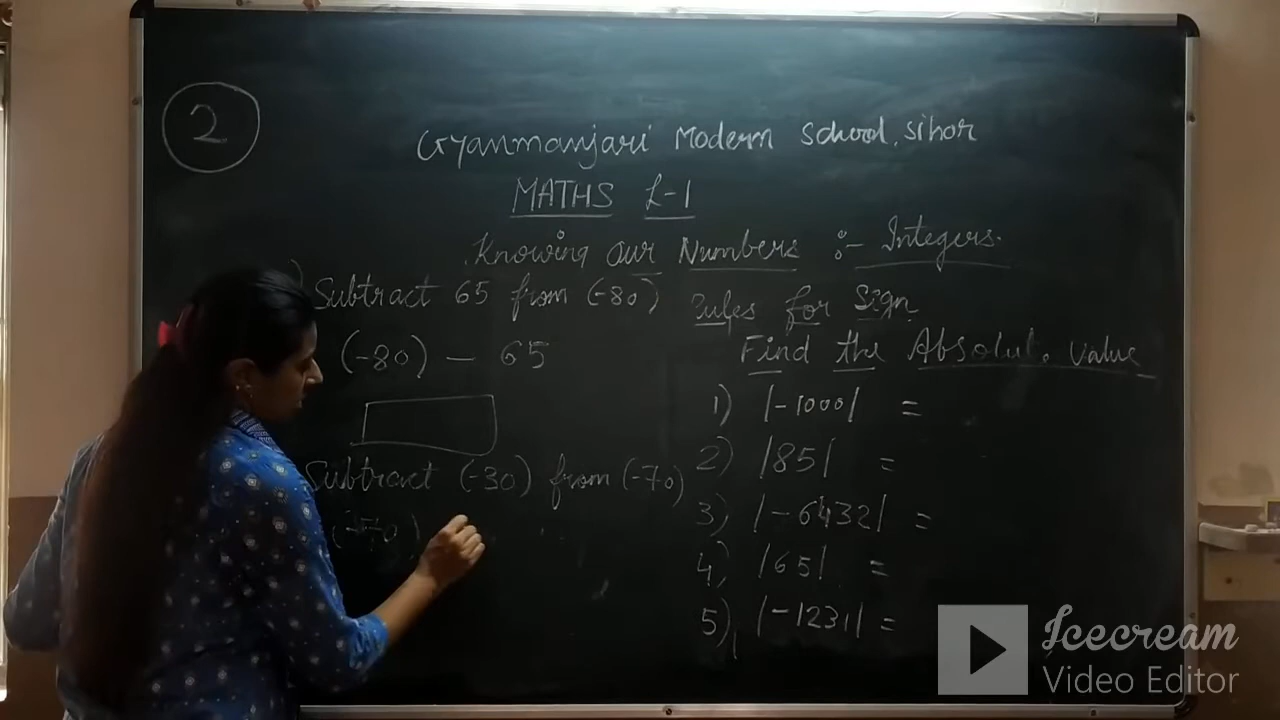 2
Gyanmanjari Modern School, Sihor
MATHS L-1
Knowing our Numbers :- Integers.
) Subtract 65 from (-80)
(-80) - 65
Subtract (-30) from (-70)
(-70)
Rules for Sign
Find the Absolute value
1) |-1000| =
2) |85| =
3) |-6432| =
4) |65| =
5) |-1231| =
Icecream
Video Editor